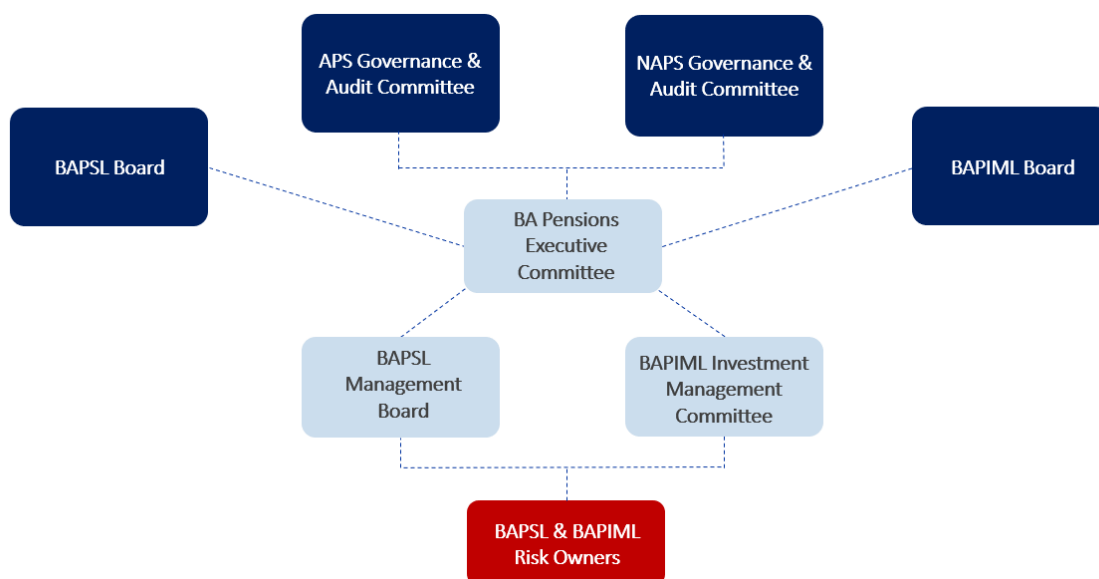 APS Governance &
Audit Committee
NAPS Governance &
Audit Committee
BAPSL Board
BAPIML Board
BA Pensions
Executive
Committee
BAPSL
Management
Board
BAPIML Investment
Management
Committee
BAPSL & BAPIML
Risk Owners